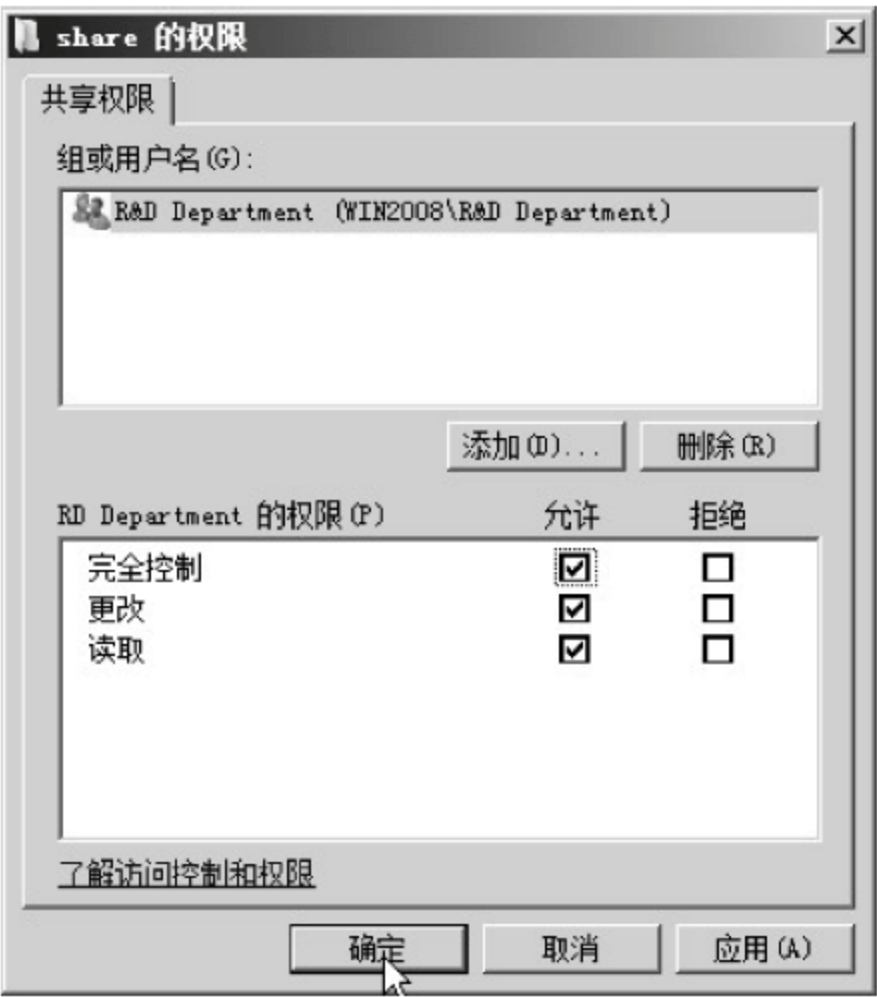 share 的权限
共享权限
组或用户名(G):
R&D Department (WIN2008\R&D Department)
添加(D)... 删除(R)
RD Department 的权限(P) 允许 拒绝
完全控制
更改
读取
了解访问控制和权限
确定 取消 应用(A)